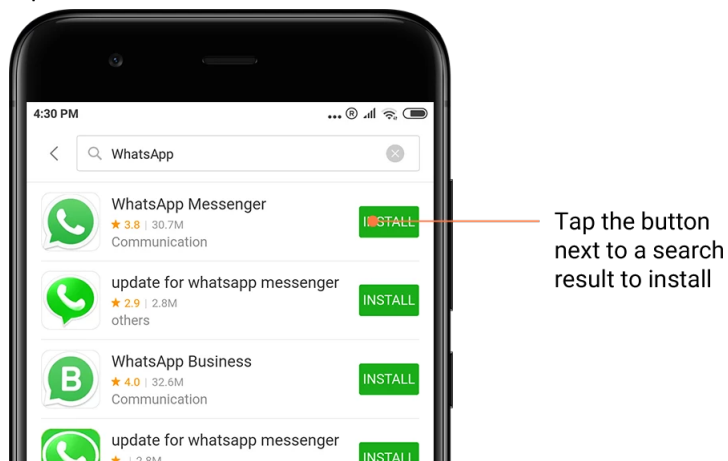 4:30 PM
WhatsApp
WhatsApp Messenger
★ 3.8 | 30.7M
Communication
INSTALL
Tap the button
next to a search
result to install
update for whatsapp messenger
★ 2.9 | 2.8M
others
INSTALL
WhatsApp Business
★ 4.0 | 32.6M
Communication
INSTALL
B
update for whatsapp messenger
★ | 2.8M
INSTALL